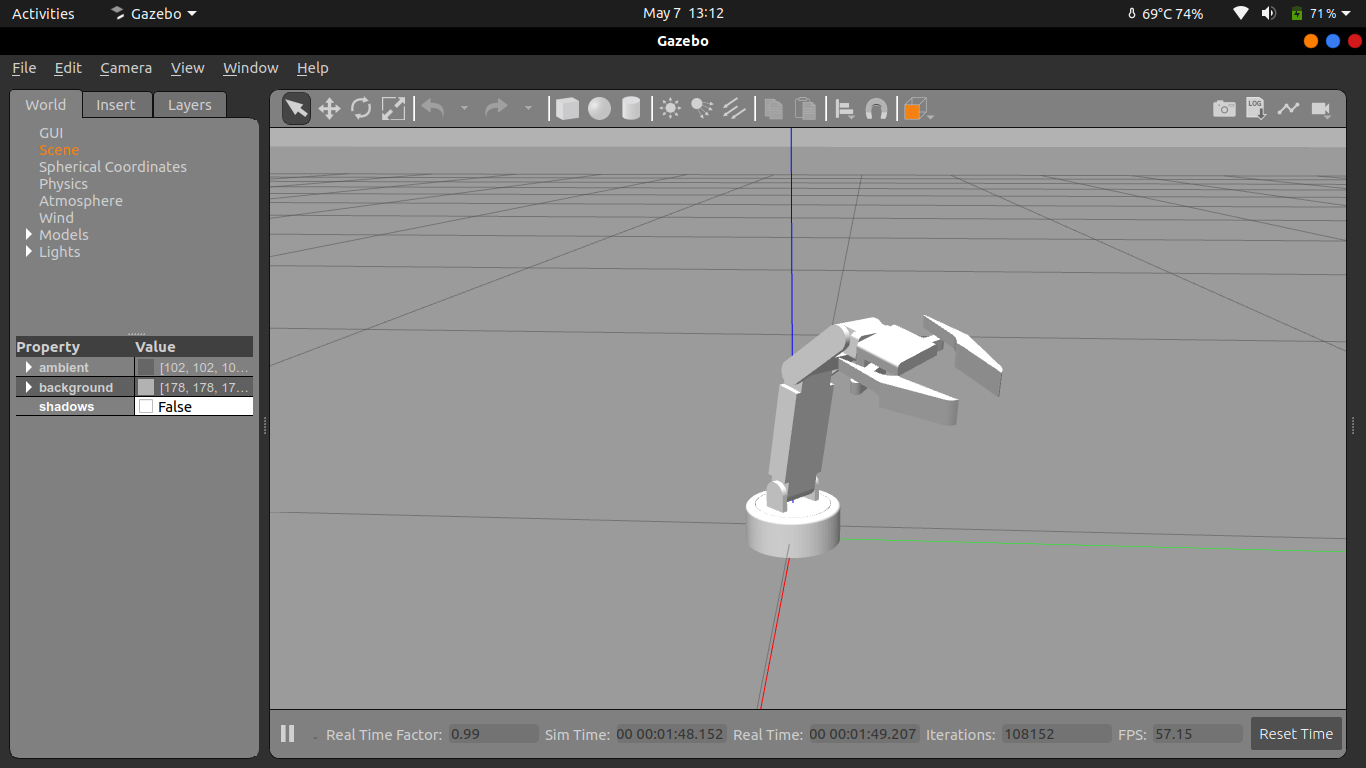 Activities Gazebo May 7 13:12 69°C 74% 71%
Gazebo
File Edit Camera View Window Help
World Insert Layers
LOG
GUI
Scene
Spherical Coordinates
Physics
Atmosphere
Wind
Models
Lights
Property Value
ambient [102, 102, 10...
background [178, 178, 17...
shadows False
Real Time Factor: 0.99 Sim Time: 00 00:01:48.152 Real Time: 00 00:01:49.207 Iterations: 108152 FPS: 57.15 Reset Time